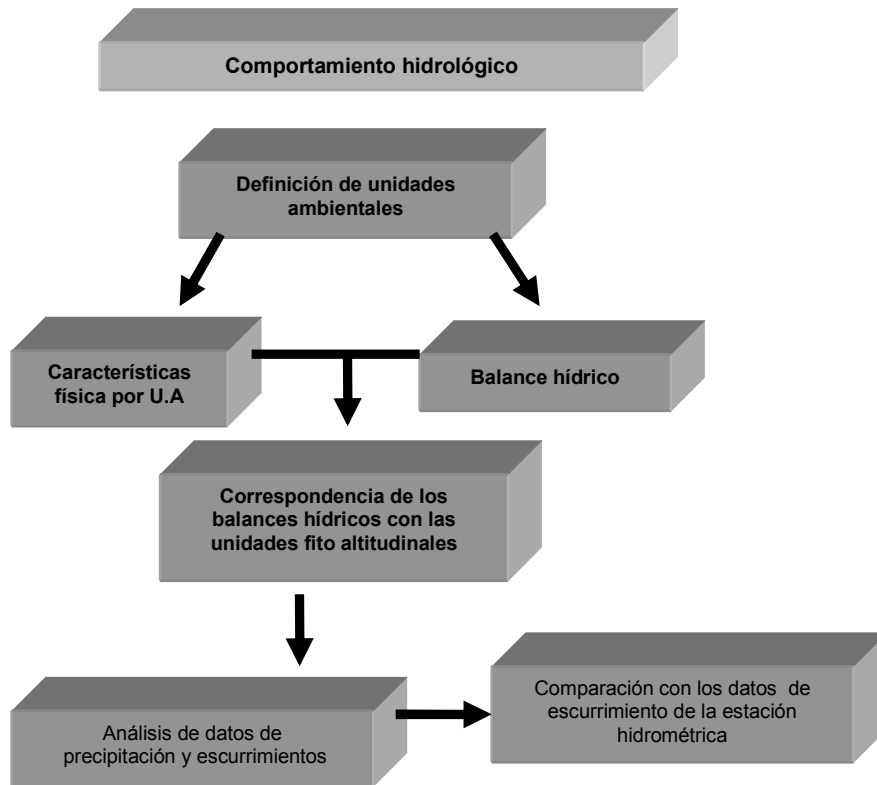 Comportamiento hidrológico
Definición de unidades
ambientales
Características
física por U.A
Balance hídrico
Correspondencia de los
balances hídricos con las
unidades fito altitudinales
Comparación con los datos de
escurrimiento de la estación
hidrométrica
Análisis de datos de
precipitación y escurrimientos